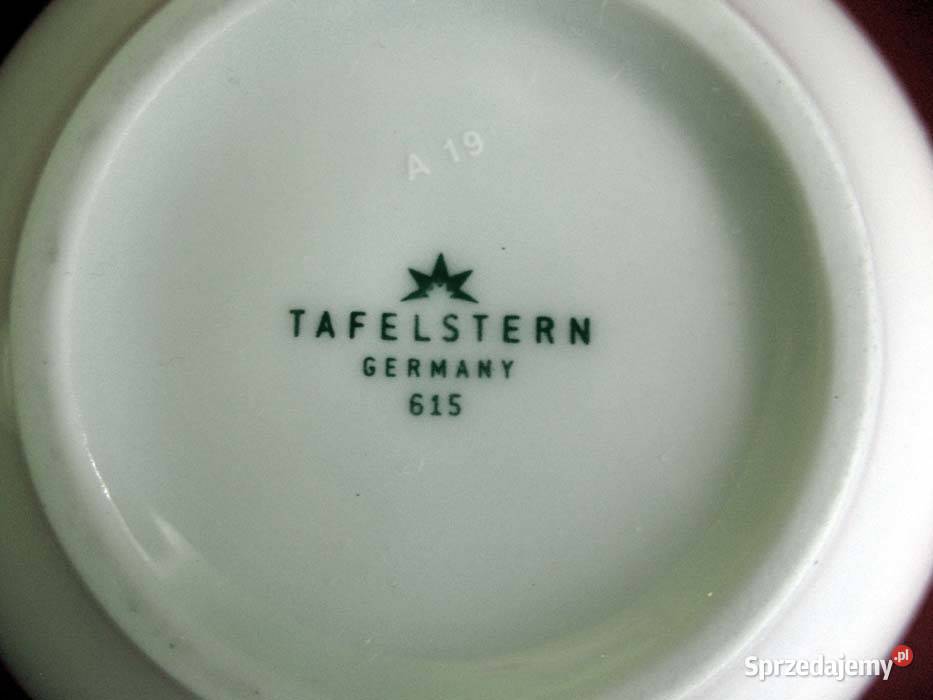 A 19
TAFELSTERN
GERMANY
615
Sprzedajemy.pl